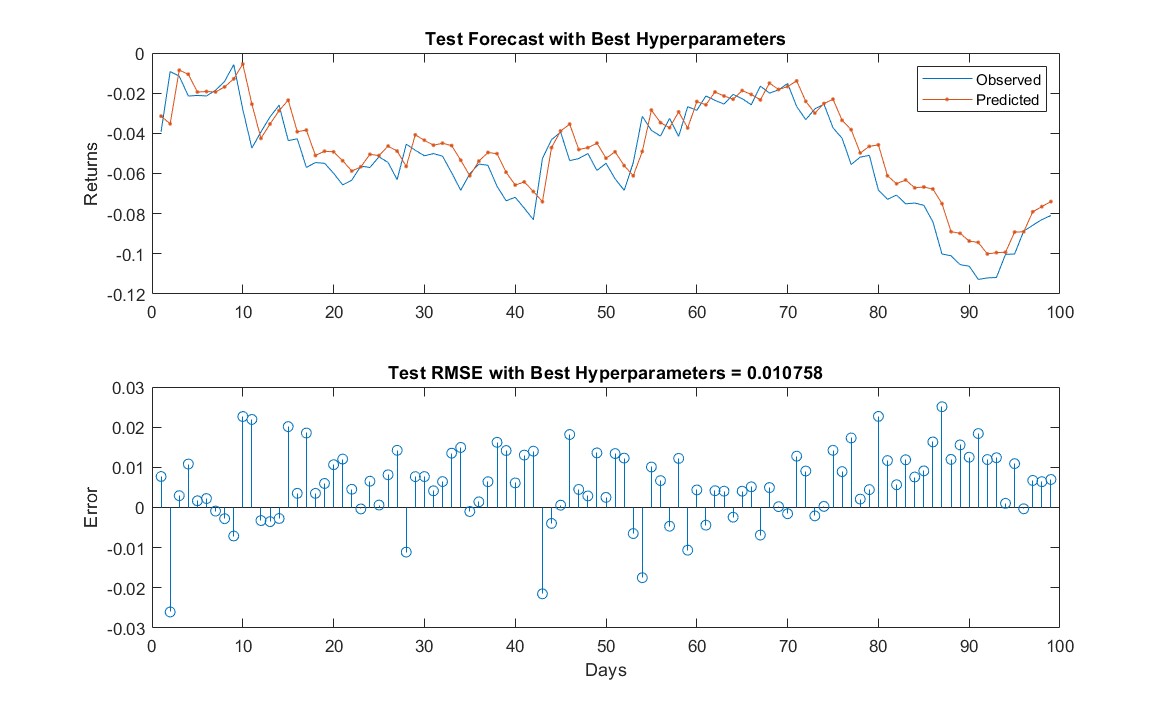 Test Forecast with Best Hyperparameters
0
-0.02
-0.04
-0.06
-0.08
-0.1
-0.12
Returns
Observed
Predicted
0 10 20 30 40 50 60 70 80 90 100
Test RMSE with Best Hyperparameters = 0.010758
0.03
0.02
0.01
0
-0.01
-0.02
-0.03
Error
0 10 20 30 40 50 60 70 80 90 100
Days